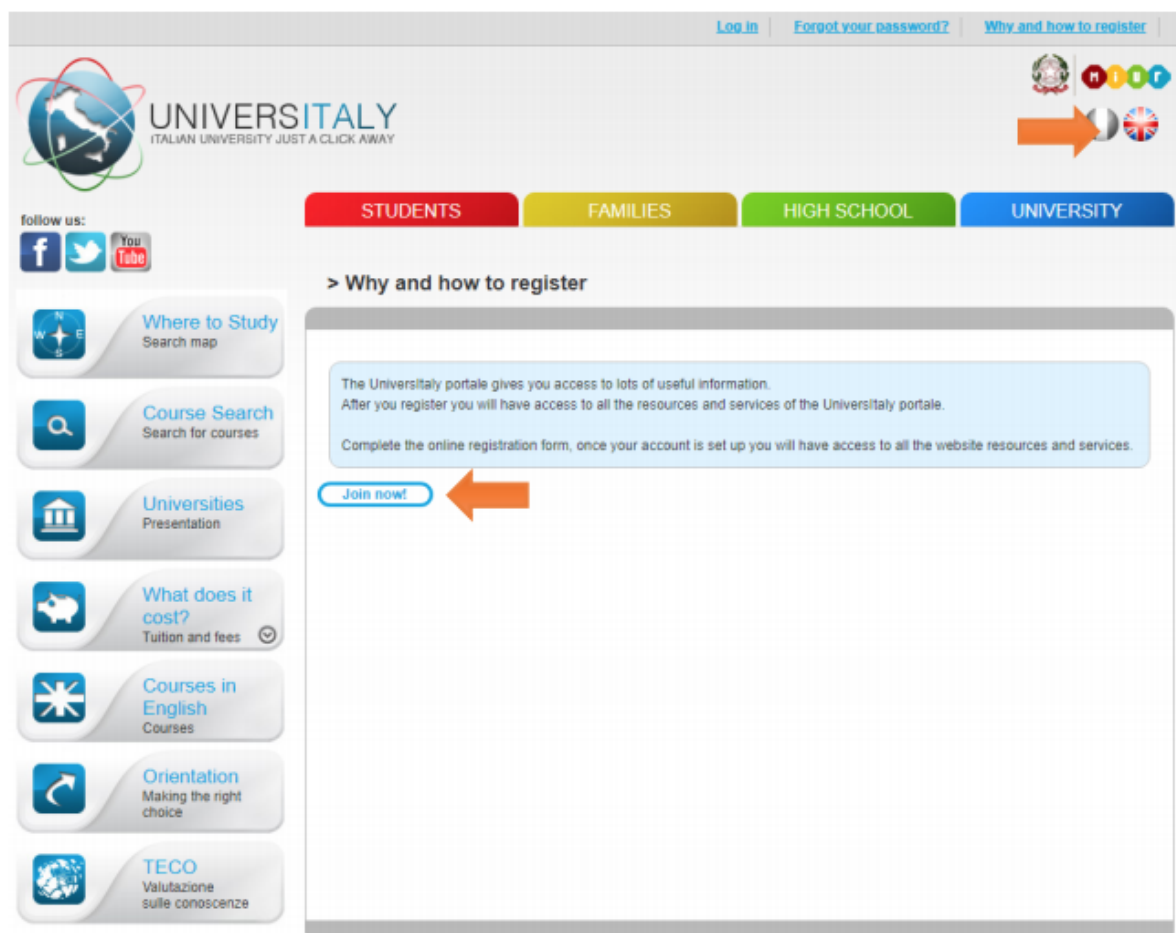 Log in
Forgot your password?
Why and how to register
UNIVERSITALY
ITALIAN UNIVERSITY JUST A CLICK AWAY
M I U R
follow us:
f
You
Tube
STUDENTS
FAMILIES
HIGH SCHOOL
UNIVERSITY
> Why and how to register
N
W E
S
Where to Study
Search map
Course Search
Search for courses
Universities
Presentation
What does it
cost?
Tuition and fees
Courses in
English
Courses
Orientation
Making the right
choice
TECO
Valutazione
sulle conoscenze
The Universltaly portale gives you access to lots of useful information.
After you register you will have access to all the resources and services of the Universltaly portale.
Complete the online registration form, once your account is set up you will have access to all the website resources and services.
Join now!